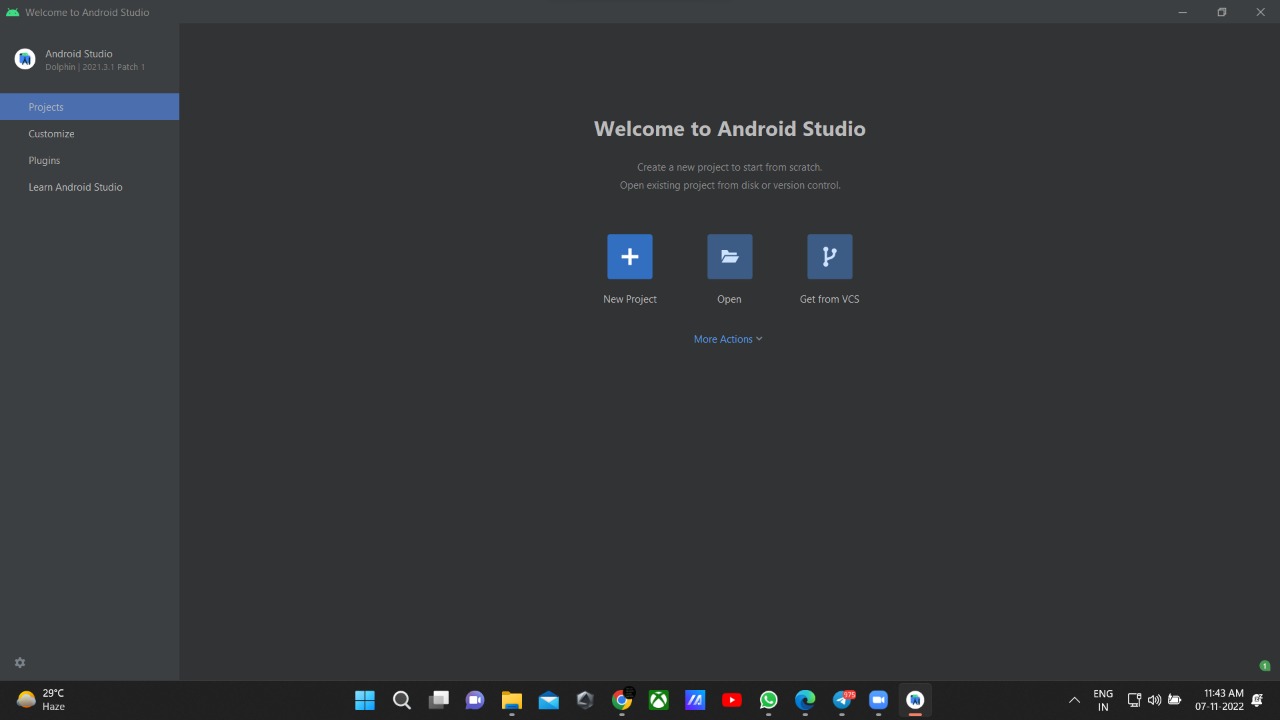 Welcome to Android Studio
Android Studio
Dolphin | 2021.3.1 Patch 1
Projects
Customize
Plugins
Learn Android Studio
Welcome to Android Studio
Create a new project to start from scratch.
Open existing project from disk or version control.
New Project
Open
Get from VCS
More Actions
1
29°C
Haze
975
ENG
IN
11:43 AM
07-11-2022